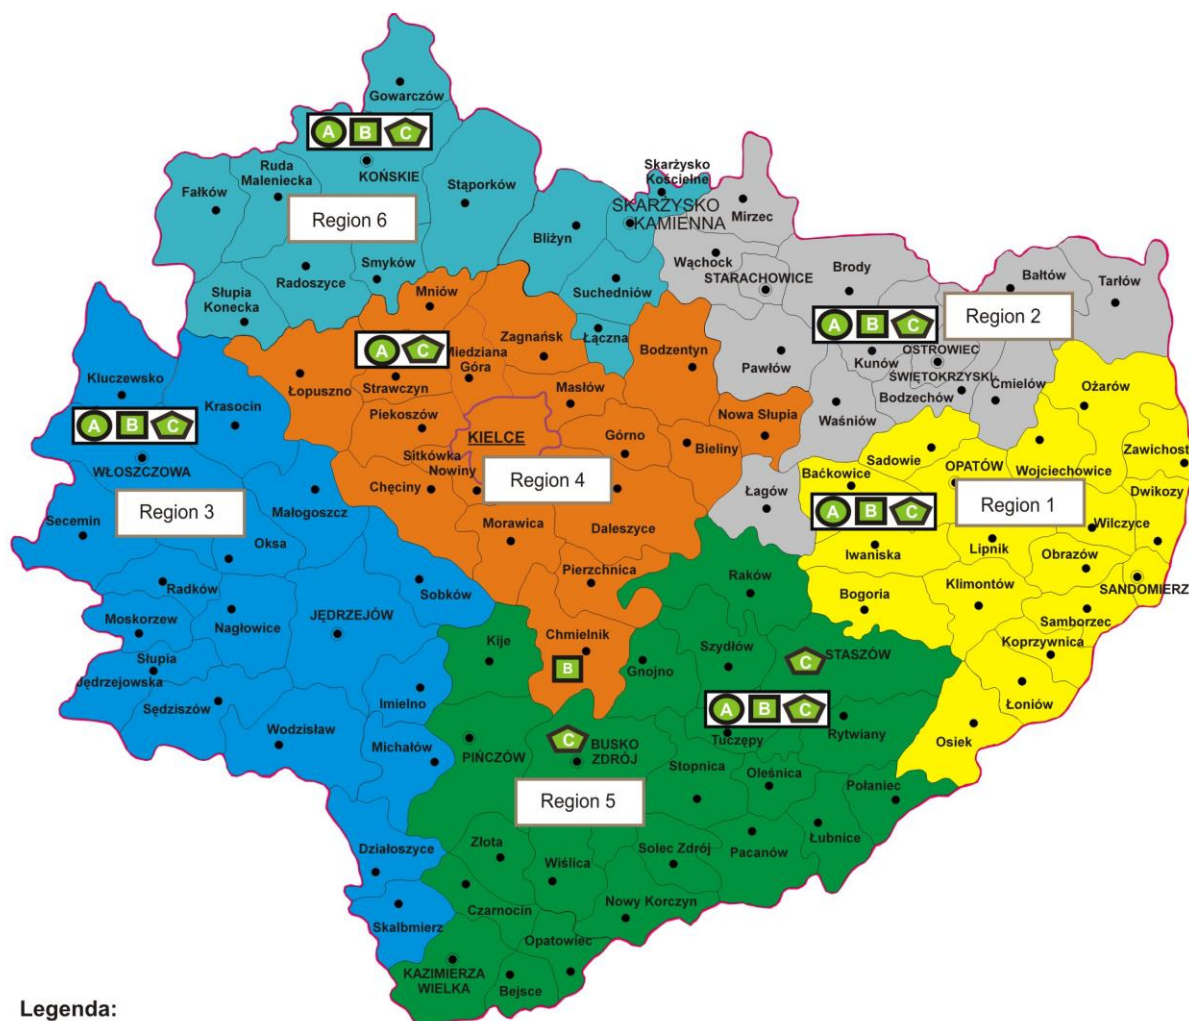 Gowarczów
A B C
KOŃSKIE
Ruda
Maleniecka
Fałków
Stąporków
Region 6
Skarżysko
Kościelne
SKARŻYSKO
KAMIENNA
Bliżyn
Mirzec
Wąchock
STARACHOWICE
Brody
Bałtów
Tarłów
Radoszyce
Smyków
Słupia
Konecka
Suchedniów
Łączna
Mniów
Zagnańsk
A C
Miedziana
Góra
Strawczyn
Łopuszno
Bodzentyn
Masłów
Pawłów
A B C
Region 2
Kunów
OSTROWIEC
ŚWIĘTOKRZYSKI
Bodzechów
Ćmielów
Waśniów
Ożarów
Kluczewsko
Krasocin
A B C
WŁOSZCZOWA
Piekoszów
KIELCE
Górno
Bieliny
Nowa Słupia
Sitkówka
Nowiny
Chęciny
Region 4
Łagów
Sadowie
Baćkowice
OPATÓW
Wojciechowice
Zawichost
Dwikozy
A B C
Region 1
Wilczyce
Region 3
Małogoszcz
Secemin
Oksa
Morawica
Daleszyce
Iwaniska
Lipnik
Obrazów
Pierzchnica
Raków
Bogoria
Klimontów
SANDOMIERZ
Samborzec
Koprzywnica
Radków
Sobków
Moskorzew
Nagłowice
JĘDRZEJÓW
Słupia
Jędrzejowska
Kije
Chmielnik
B
Gnojno
Szydłów
C
STASZÓW
Łoniów
Osiek
Sędziszów
Imielno
Wodzisław
Michałów
PIŃCZÓW
C
BUSKO
ZDRÓJ
A B C
Tuczępy
Rytwiany
Stopnica
Oleśnica
Połaniec
Region 5
Łubnice
Pacanów
Działoszyce
Złota
Wiślica
Solec Zdrój
Skalbmierz
Czarnocin
Nowy Korczyn
Opatowiec
KAZIMIERZA
WIELKA
Bejsce
Legenda: